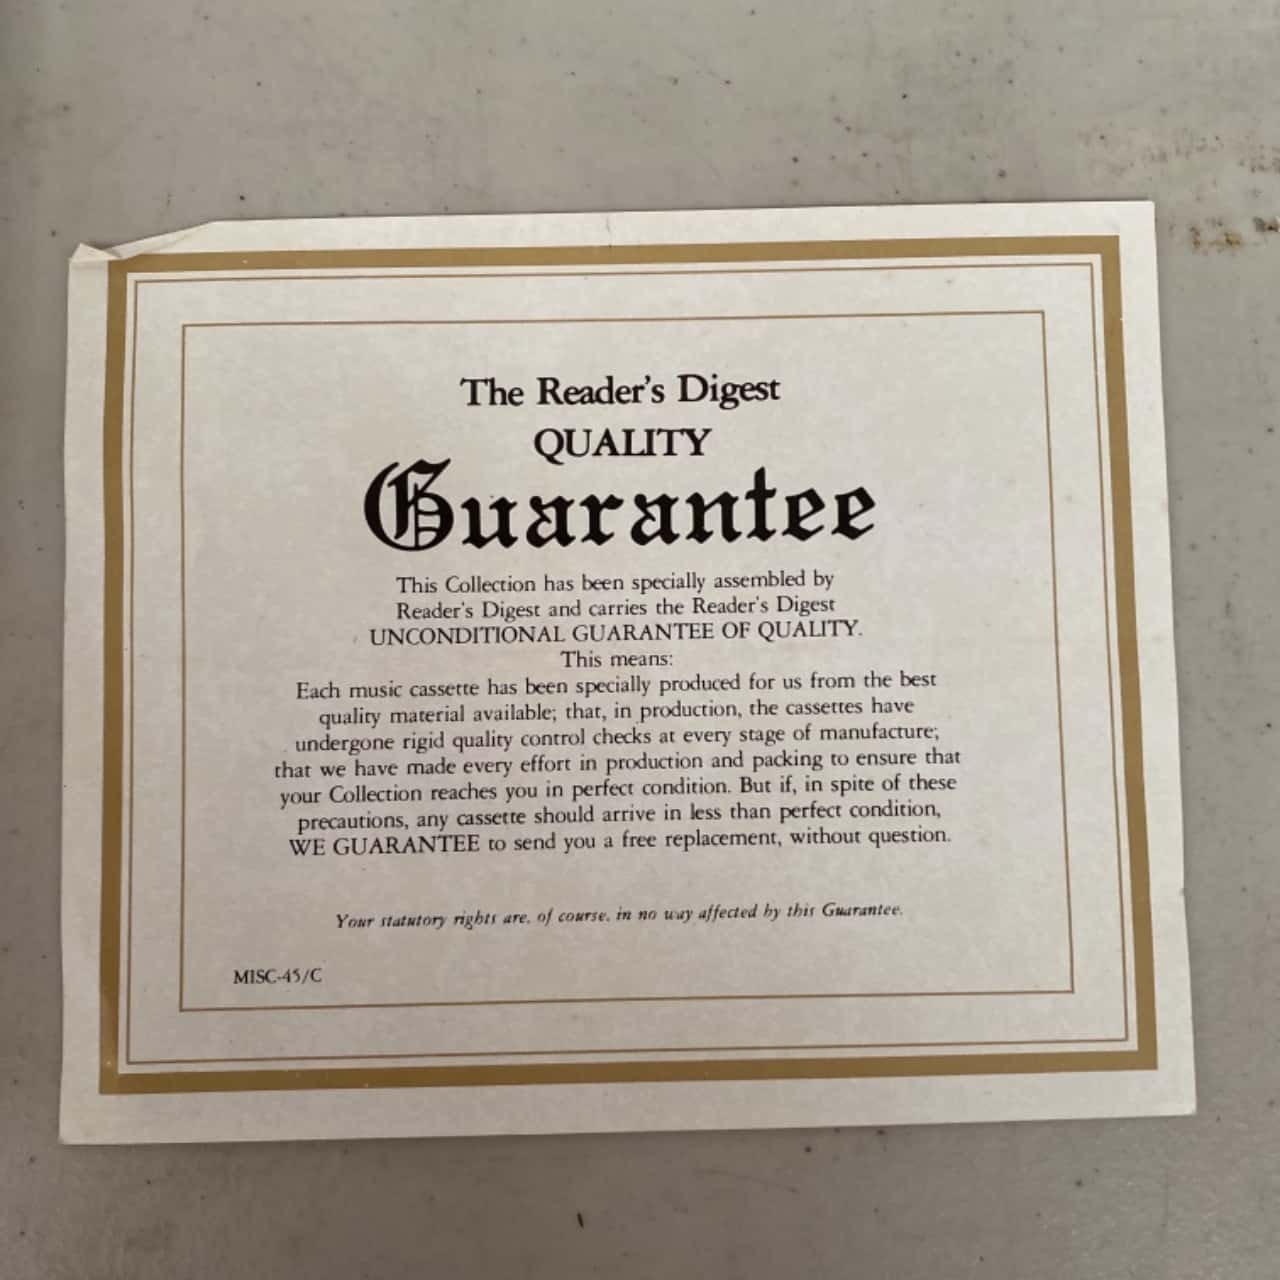 The Reader's Digest
QUALITY
Guarantee
This Collection has been specially assembled by
Reader's Digest and carries the Reader's Digest
UNCONDITIONAL GUARANTEE OF QUALITY.
This means:
Each music cassette has been specially produced for us from the best
quality material available; that, in production, the cassettes have
undergone rigid quality control checks at every stage of manufacture;
that we have made every effort in production and packing to ensure that
your Collection reaches you in perfect condition. But if, in spite of these
precautions, any cassette should arrive in less than perfect condition,
WE GUARANTEE to send you a free replacement, without question.
Your statutory rights are, of course, in no way affected by this Guarantee.
MISC-45/C